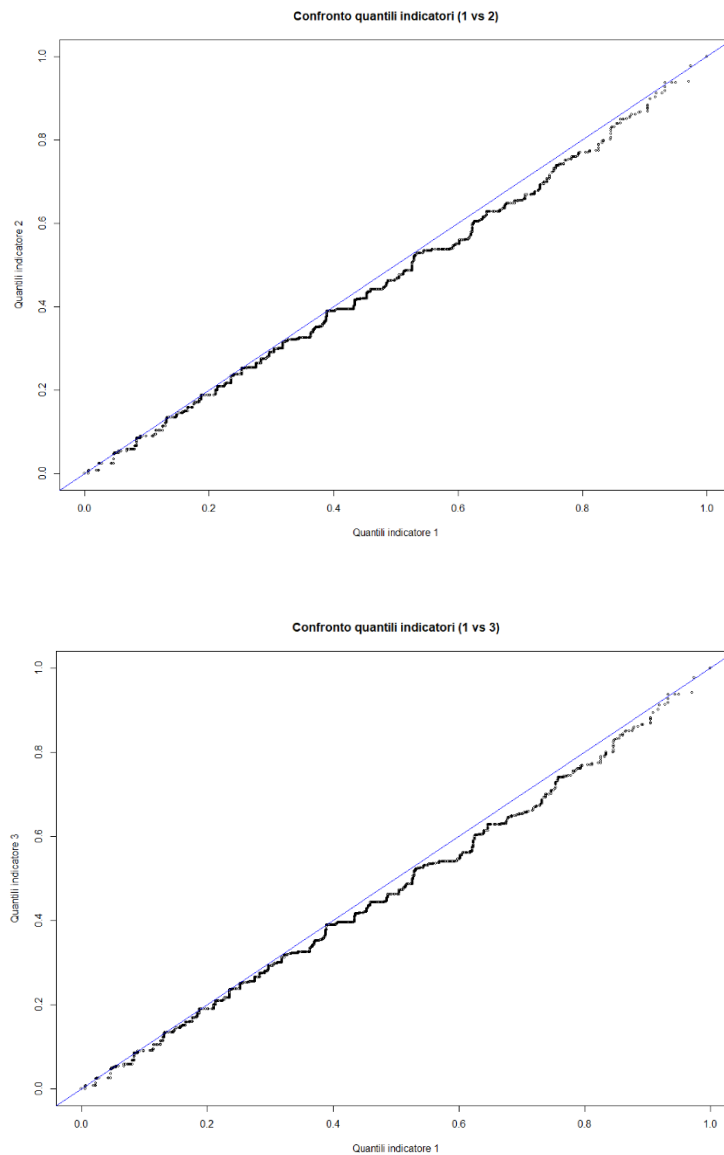 Confronto quantili indicatori (1 vs 2)
1.0
0.8
0.6
0.4
0.2
0.0
Quantili indicatore 2
0.0 0.2 0.4 0.6 0.8 1.0
Quantili indicatore 1
Confronto quantili indicatori (1 vs 3)
1.0
0.8
0.6
0.4
0.2
0.0
Quantili indicatore 3
0.0 0.2 0.4 0.6 0.8 1.0
Quantili indicatore 1